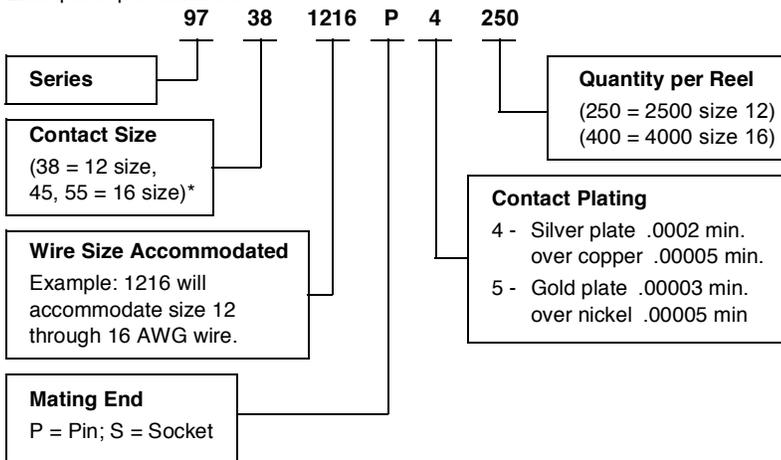 97 38 1216 P 4 250
Series
Contact Size
(38 = 12 size,
45, 55 = 16 size)*
Wire Size Accommodated
Example: 1216 will
accommodate size 12
through 16 AWG wire.
Mating End
P = Pin; S = Socket
Quantity per Reel
(250 = 2500 size 12)
(400 = 4000 size 16)
Contact Plating
4 - Silver plate .0002 min.
over copper .00005 min.
5 - Gold plate .00003 min.
over nickel .00005 min